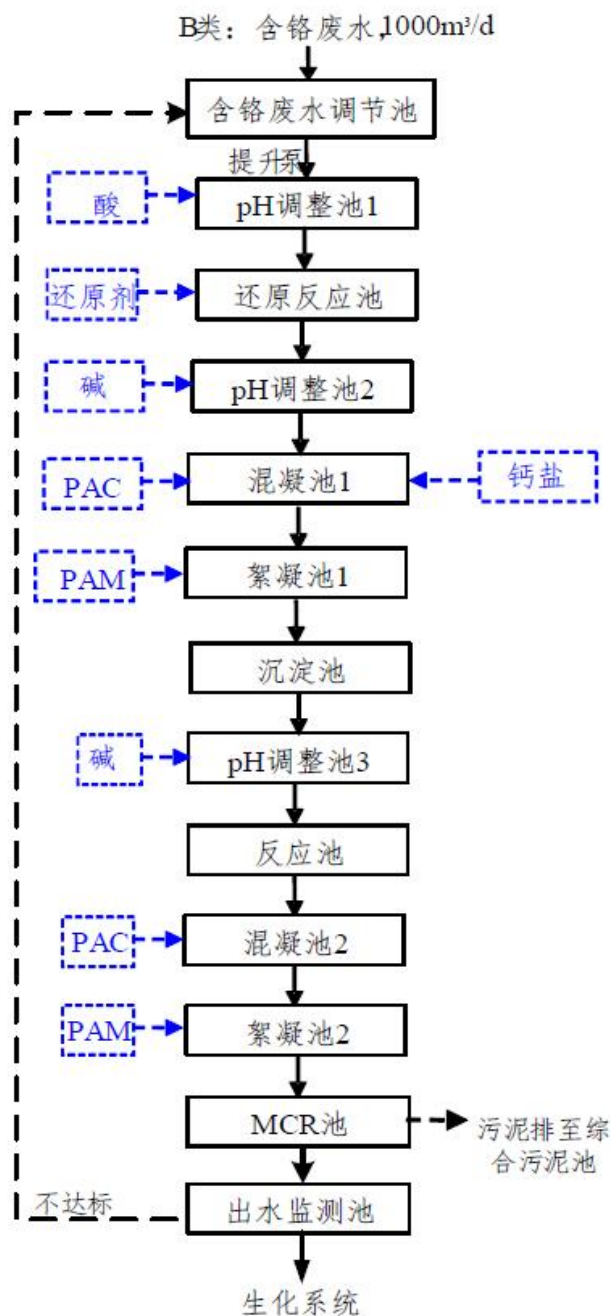 B类：含铬废水,1000m³/d
含铬废水调节池
提升泵
酸
pH调整池1
还原剂
还原反应池
碱
pH调整池2
PAC
混凝池1
钙盐
PAM
絮凝池1
沉淀池
碱
pH调整池3
反应池
PAC
混凝池2
PAM
絮凝池2
MCR池
污泥排至综
合污泥池
不达标
出水监测池
生化系统